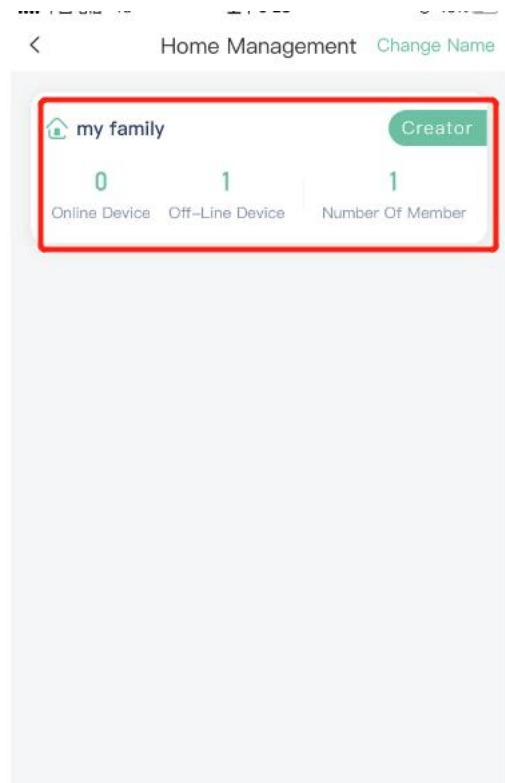 Home Management Change Name
my family Creator
0 1 1
Online Device Off-Line Device Number Of Member